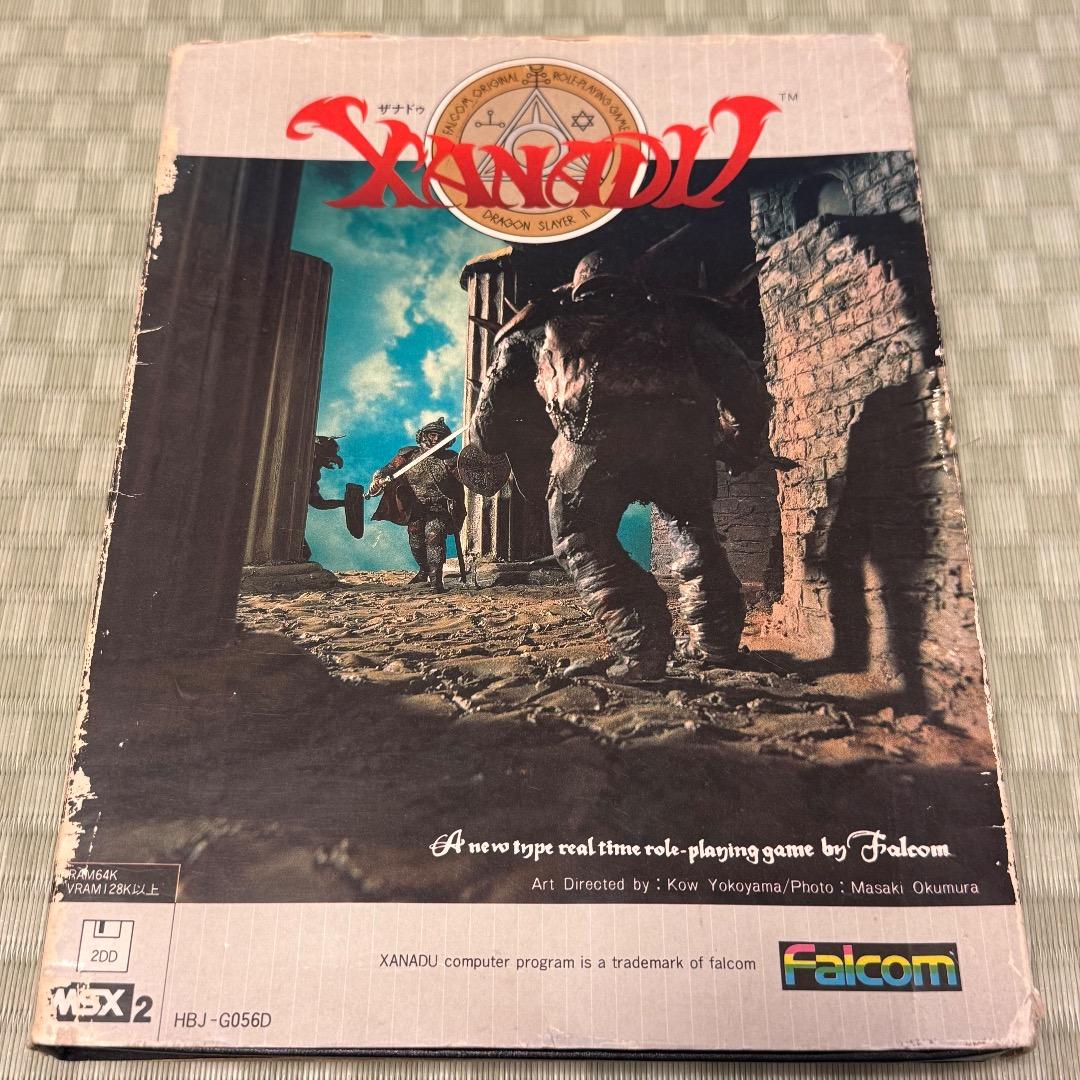 FALCOM ORIGINAL ROLE-PLAYING GAME
ザナドゥ
XANADU TM
DRAGON SLAYER II
A new type real time role-playing game by Falcom
Art Directed by : Kow Yokoyama/Photo : Masaki Okumura
RAM64K
VRAM128K以上
2DD
XANADU computer program is a trademark of falcom
Falcom
MSX 2
HBJ-G056D